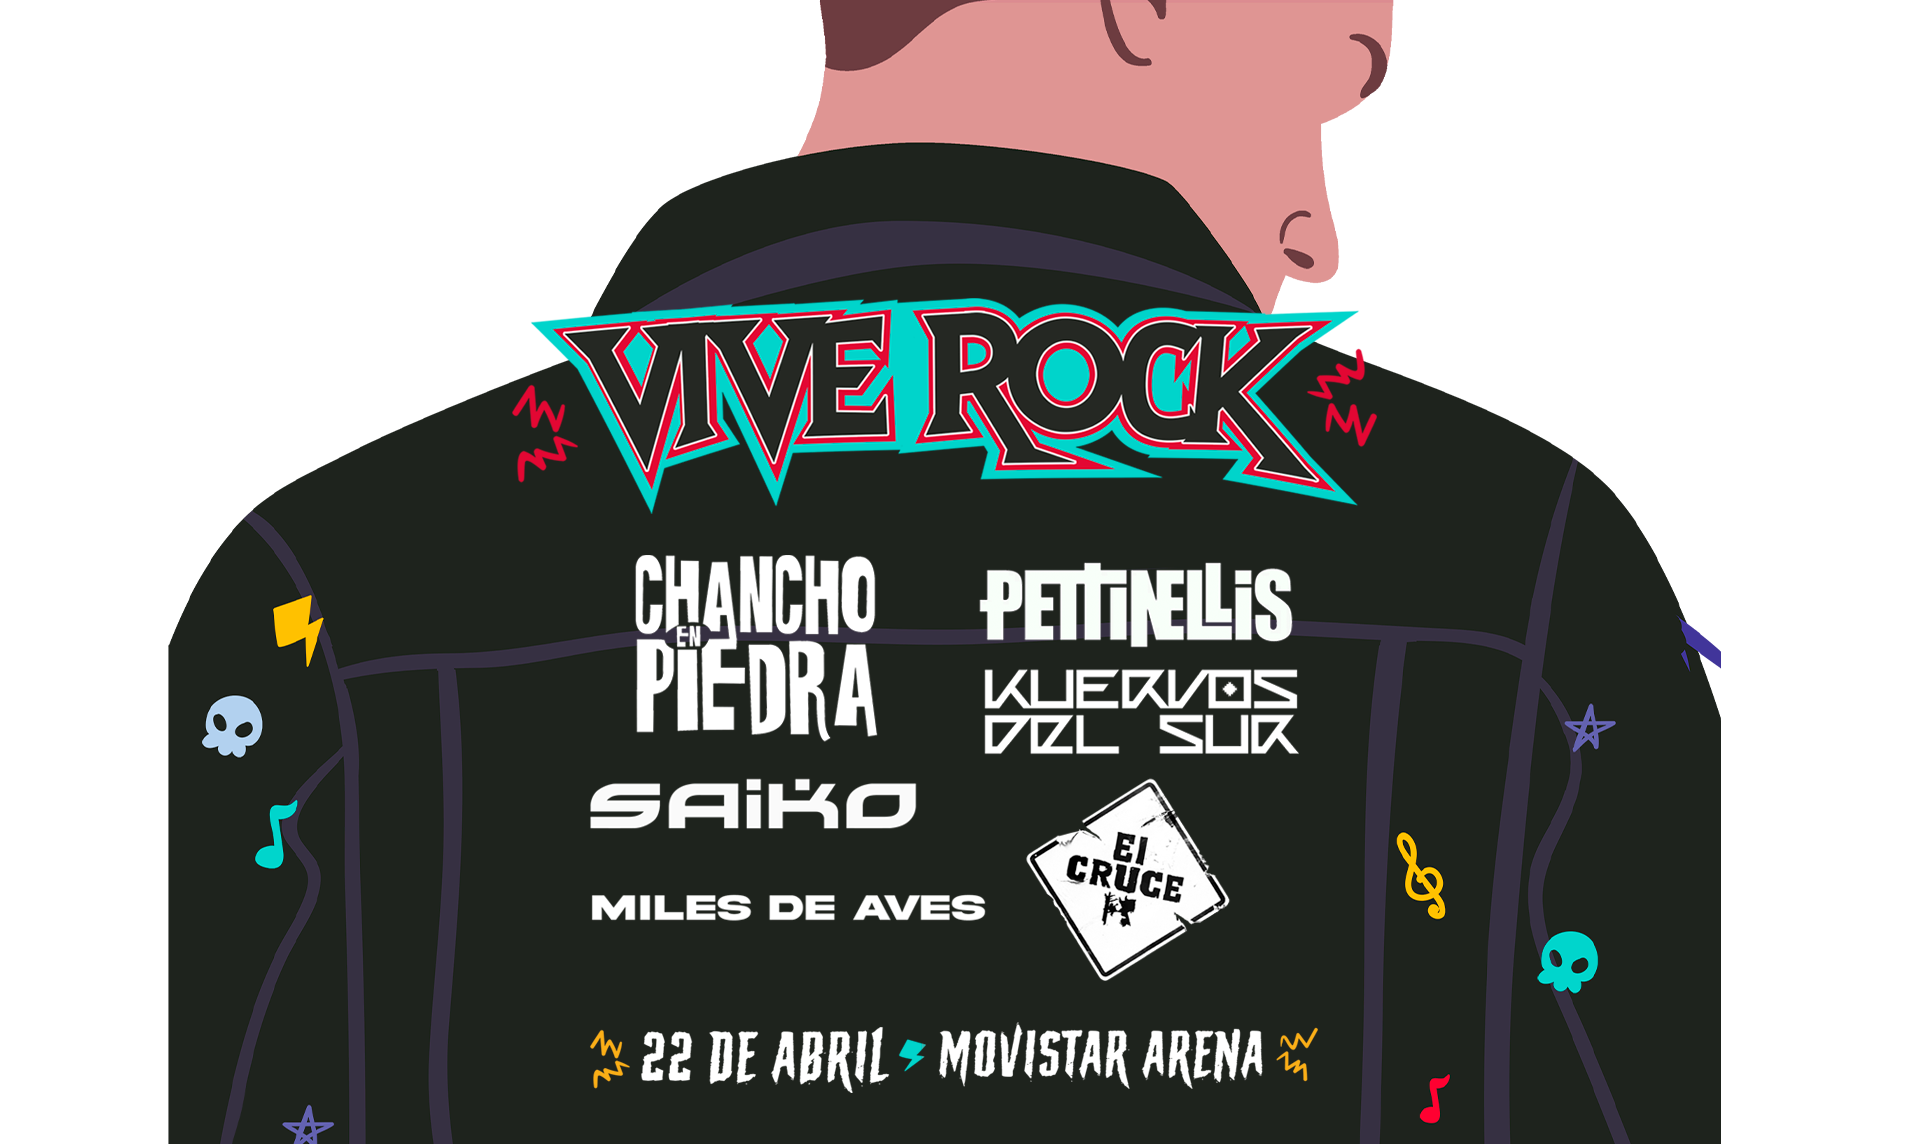 VIVE ROCK
CHANCHO
EN
PIEDRA
PETTINELLIS
KUERVOS
DEL SUR
SAIKO
El
CRUCE
MILES DE AVES
22 DE ABRIL MOVISTAR ARENA